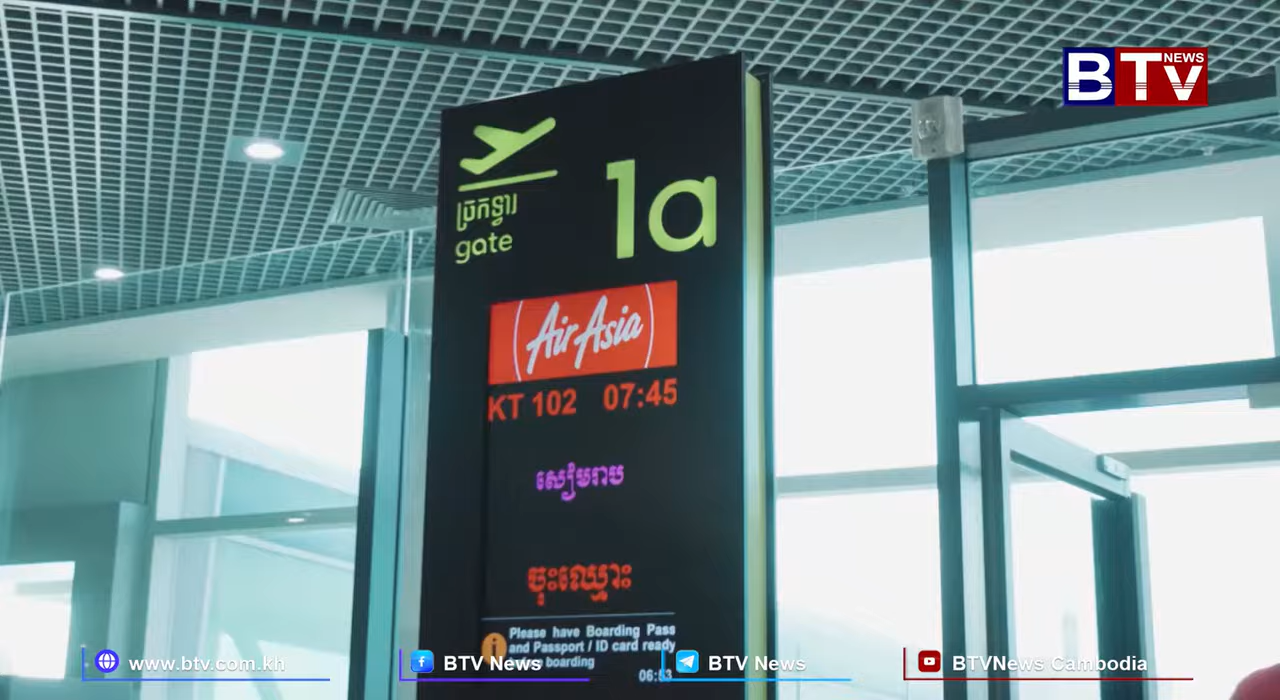 BTV NEWS
ច្រកទ្វារ
gate
1a
AirAsia
KT 102 07:45
សៀមរាប
ចុះឈ្មោះ
Please have Boarding Pass
and Passport / ID card ready
before boarding
www.btv.com.kh
BTV News
BTV News
BTVNews Cambodia